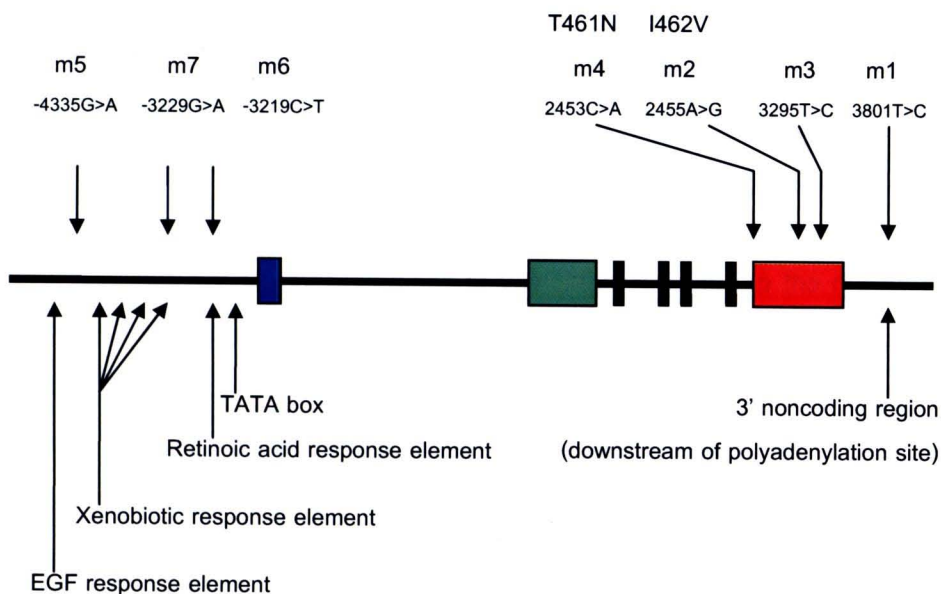 T461N I462V
m5 m7 m6 m4 m2 m3 m1
-4335G>A -3229G>A -3219C>T 2453C>A 2455A>G 3295T>C 3801T>C
TATA box
3' noncoding region
Retinoic acid response element
(downstream of polyadenylation site)
Xenobiotic response element
EGF response element